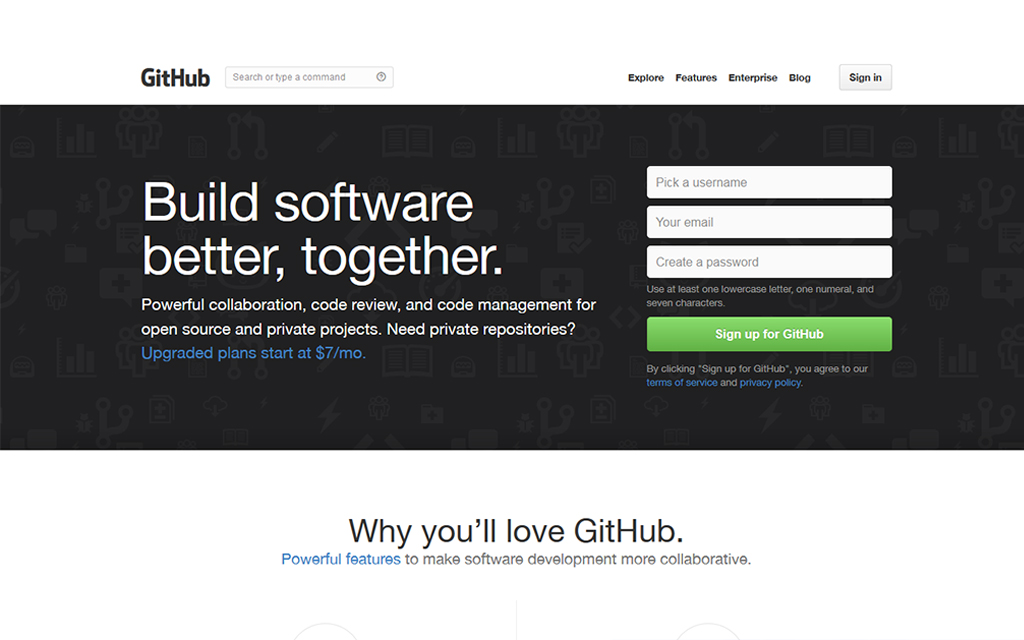 GitHub
Search or type a command
Explore Features Enterprise Blog Sign in
Build software
better, together.
Powerful collaboration, code review, and code management for
open source and private projects. Need private repositories?
Upgraded plans start at $7/mo.
Pick a username
Your email
Create a password
Use at least one lowercase letter, one numeral, and
seven characters.
Sign up for GitHub
By clicking "Sign up for GitHub", you agree to our
terms of service and privacy policy.
Why you'll love GitHub.
Powerful features to make software development more collaborative.